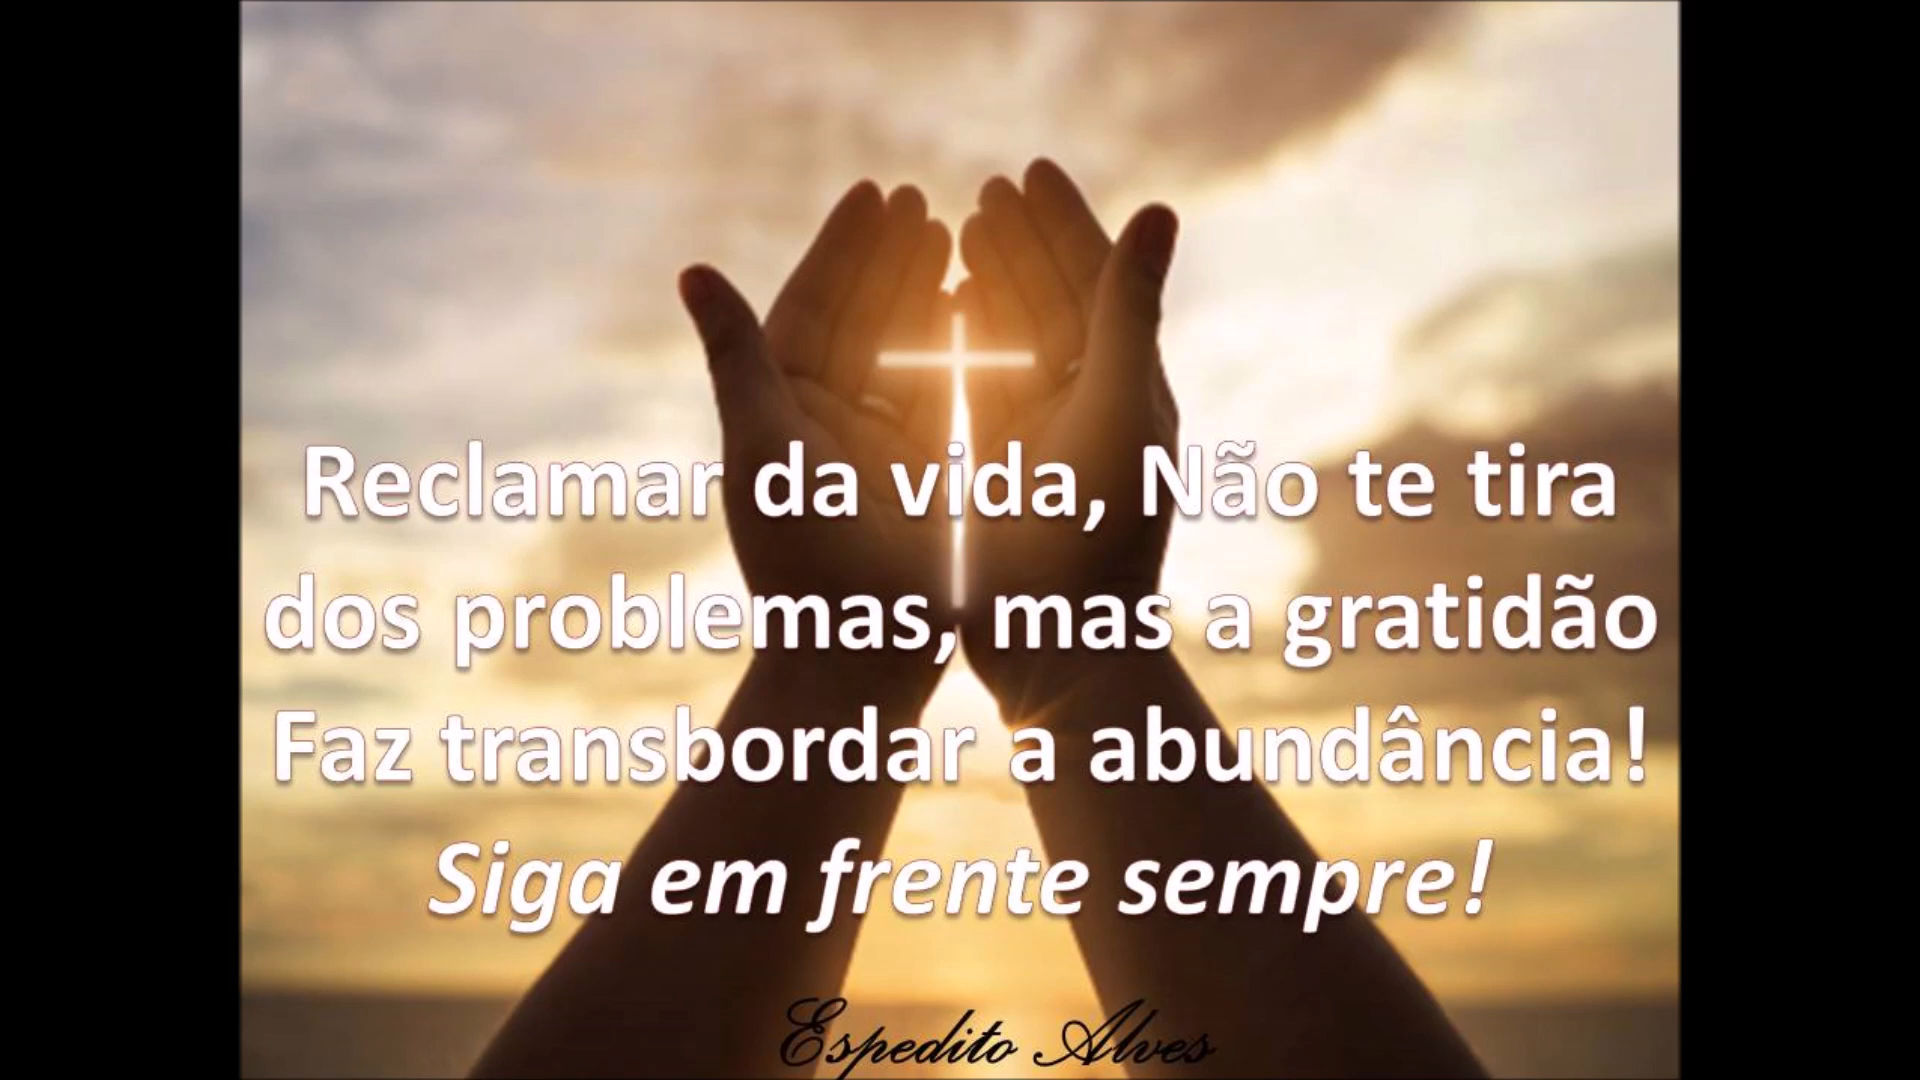 Reclamar da vida, Não te tira
dos problemas, mas a gratidão
Faz transbordar a abundância!
Siga em frente sempre!
Espedito Alves